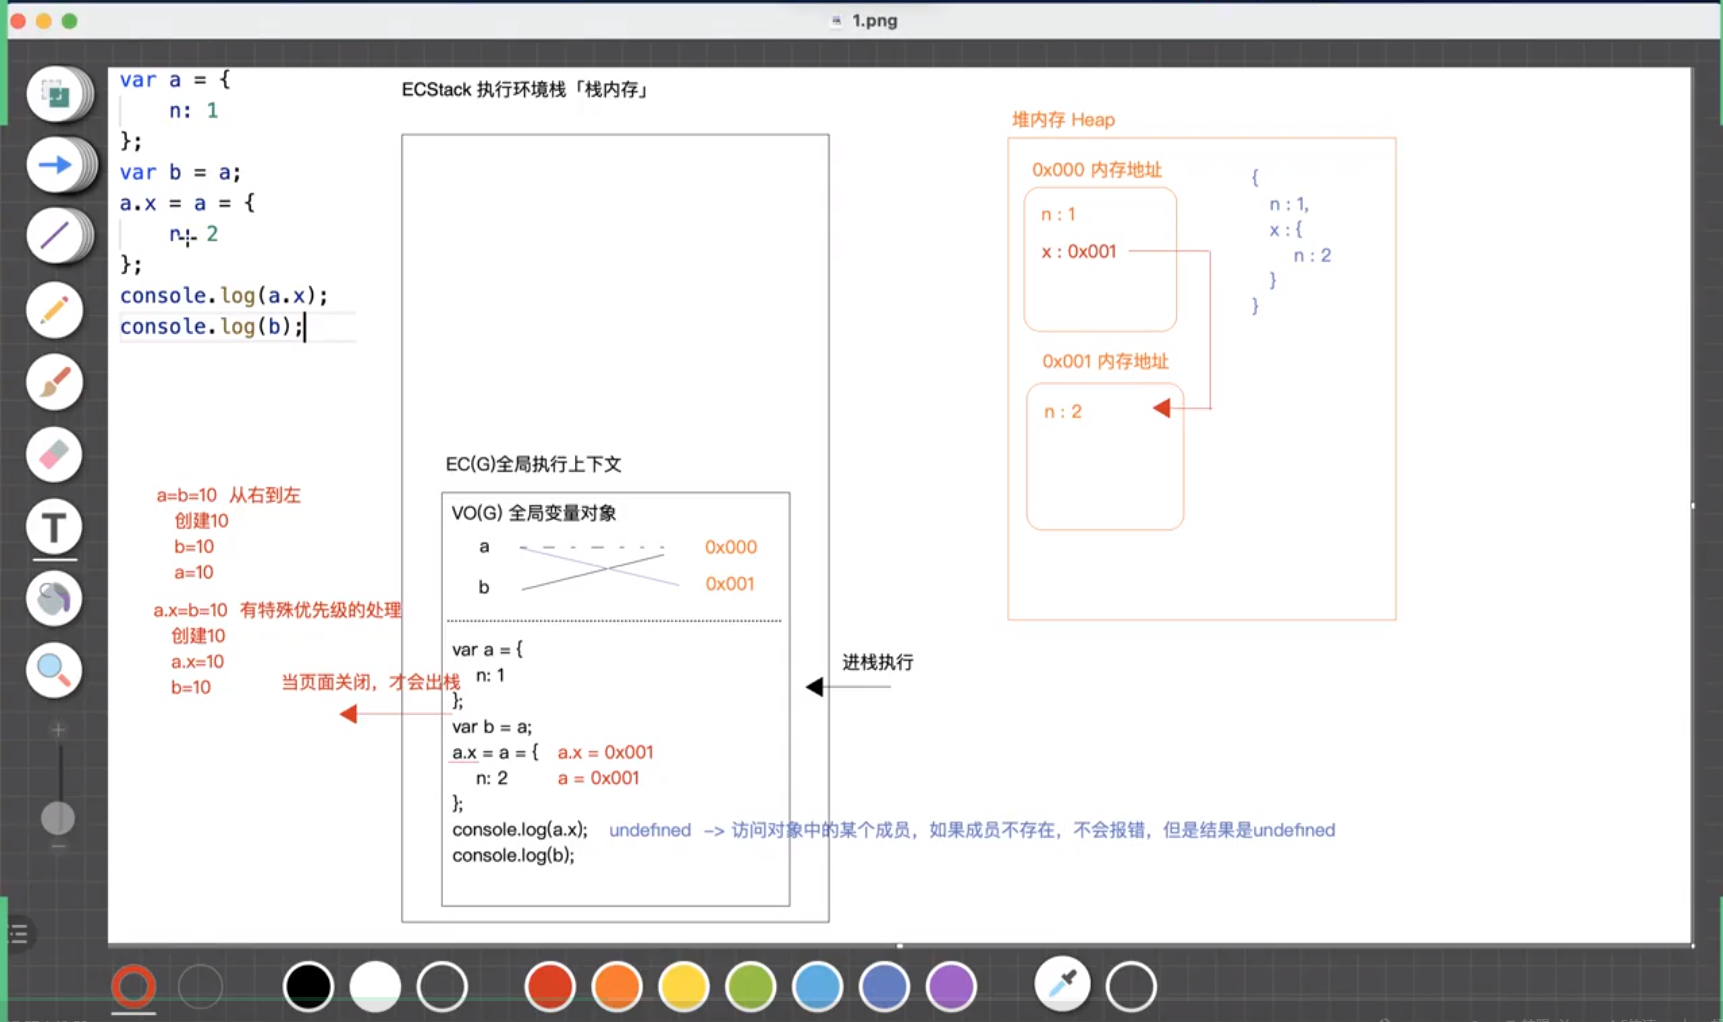 1.png
var a = {
n: 1
};
var b = a;
a.x = a = {
n: 2
};
console.log(a.x);
console.log(b);
ECStack 执行环境栈「栈内存」
堆内存 Heap
0x000 内存地址
n : 1
x : 0x001
{
n : 1,
x : {
n : 2
}
}
0x001 内存地址
n : 2
EC(G)全局执行上下文
VO(G) 全局变量对象
a 0x000
b 0x001
a=b=10 从右到左
创建10
b=10
a=10
a.x=b=10 有特殊优先级的处理
创建10
a.x=10
b=10
当页面关闭，才会出栈
进栈执行
var a = {
n: 1
};
var b = a;
a.x = a = { a.x = 0x001
n: 2 a = 0x001
};
console.log(a.x); undefined -> 访问对象中的某个成员，如果成员不存在，不会报错，但是结果是undefined
console.log(b);
T